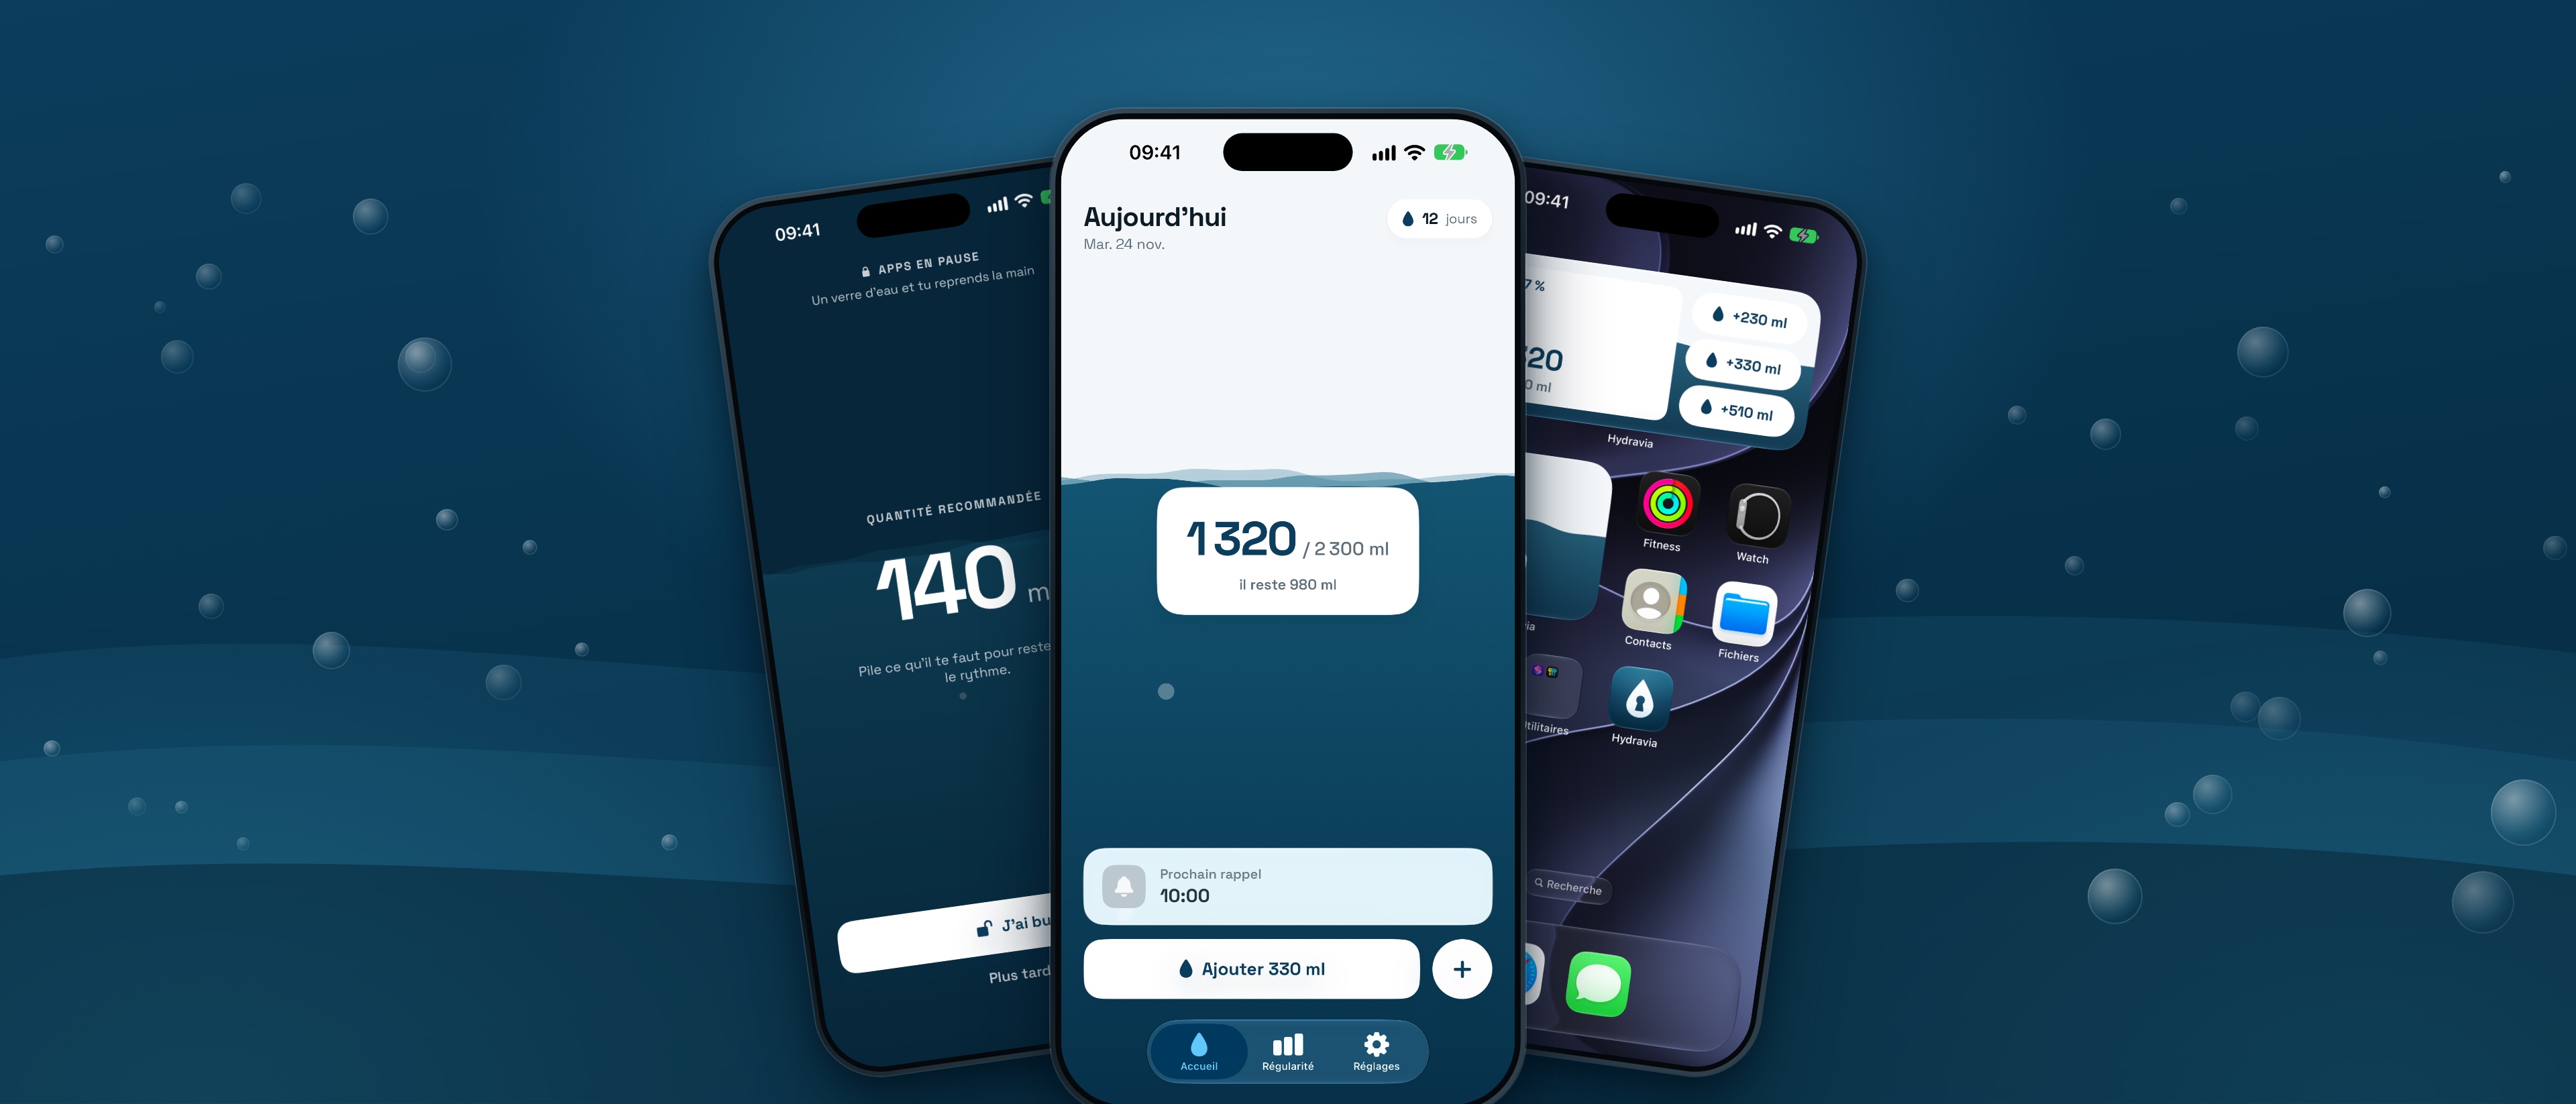 09:41
APPS EN PAUSE
Un verre d'eau et tu reprends la main
QUANTITÉ RECOMMANDÉE
140
Pile ce qu'il te faut pour
le rythme.
J'ai bu
Plus tard
09:41
Aujourd'hui
12 jours
Mar. 24 nov.
1 320 / 2 300 ml
il reste 980 ml
Prochain rappel
10:00
Ajouter 330 ml
+
Accueil
Régularité
Réglages
09:41
%
20
ml
+230 ml
+330 ml
+510 ml
Hydravia
Fitness
Watch
Contacts
Fichiers
Hydravia
Recherche